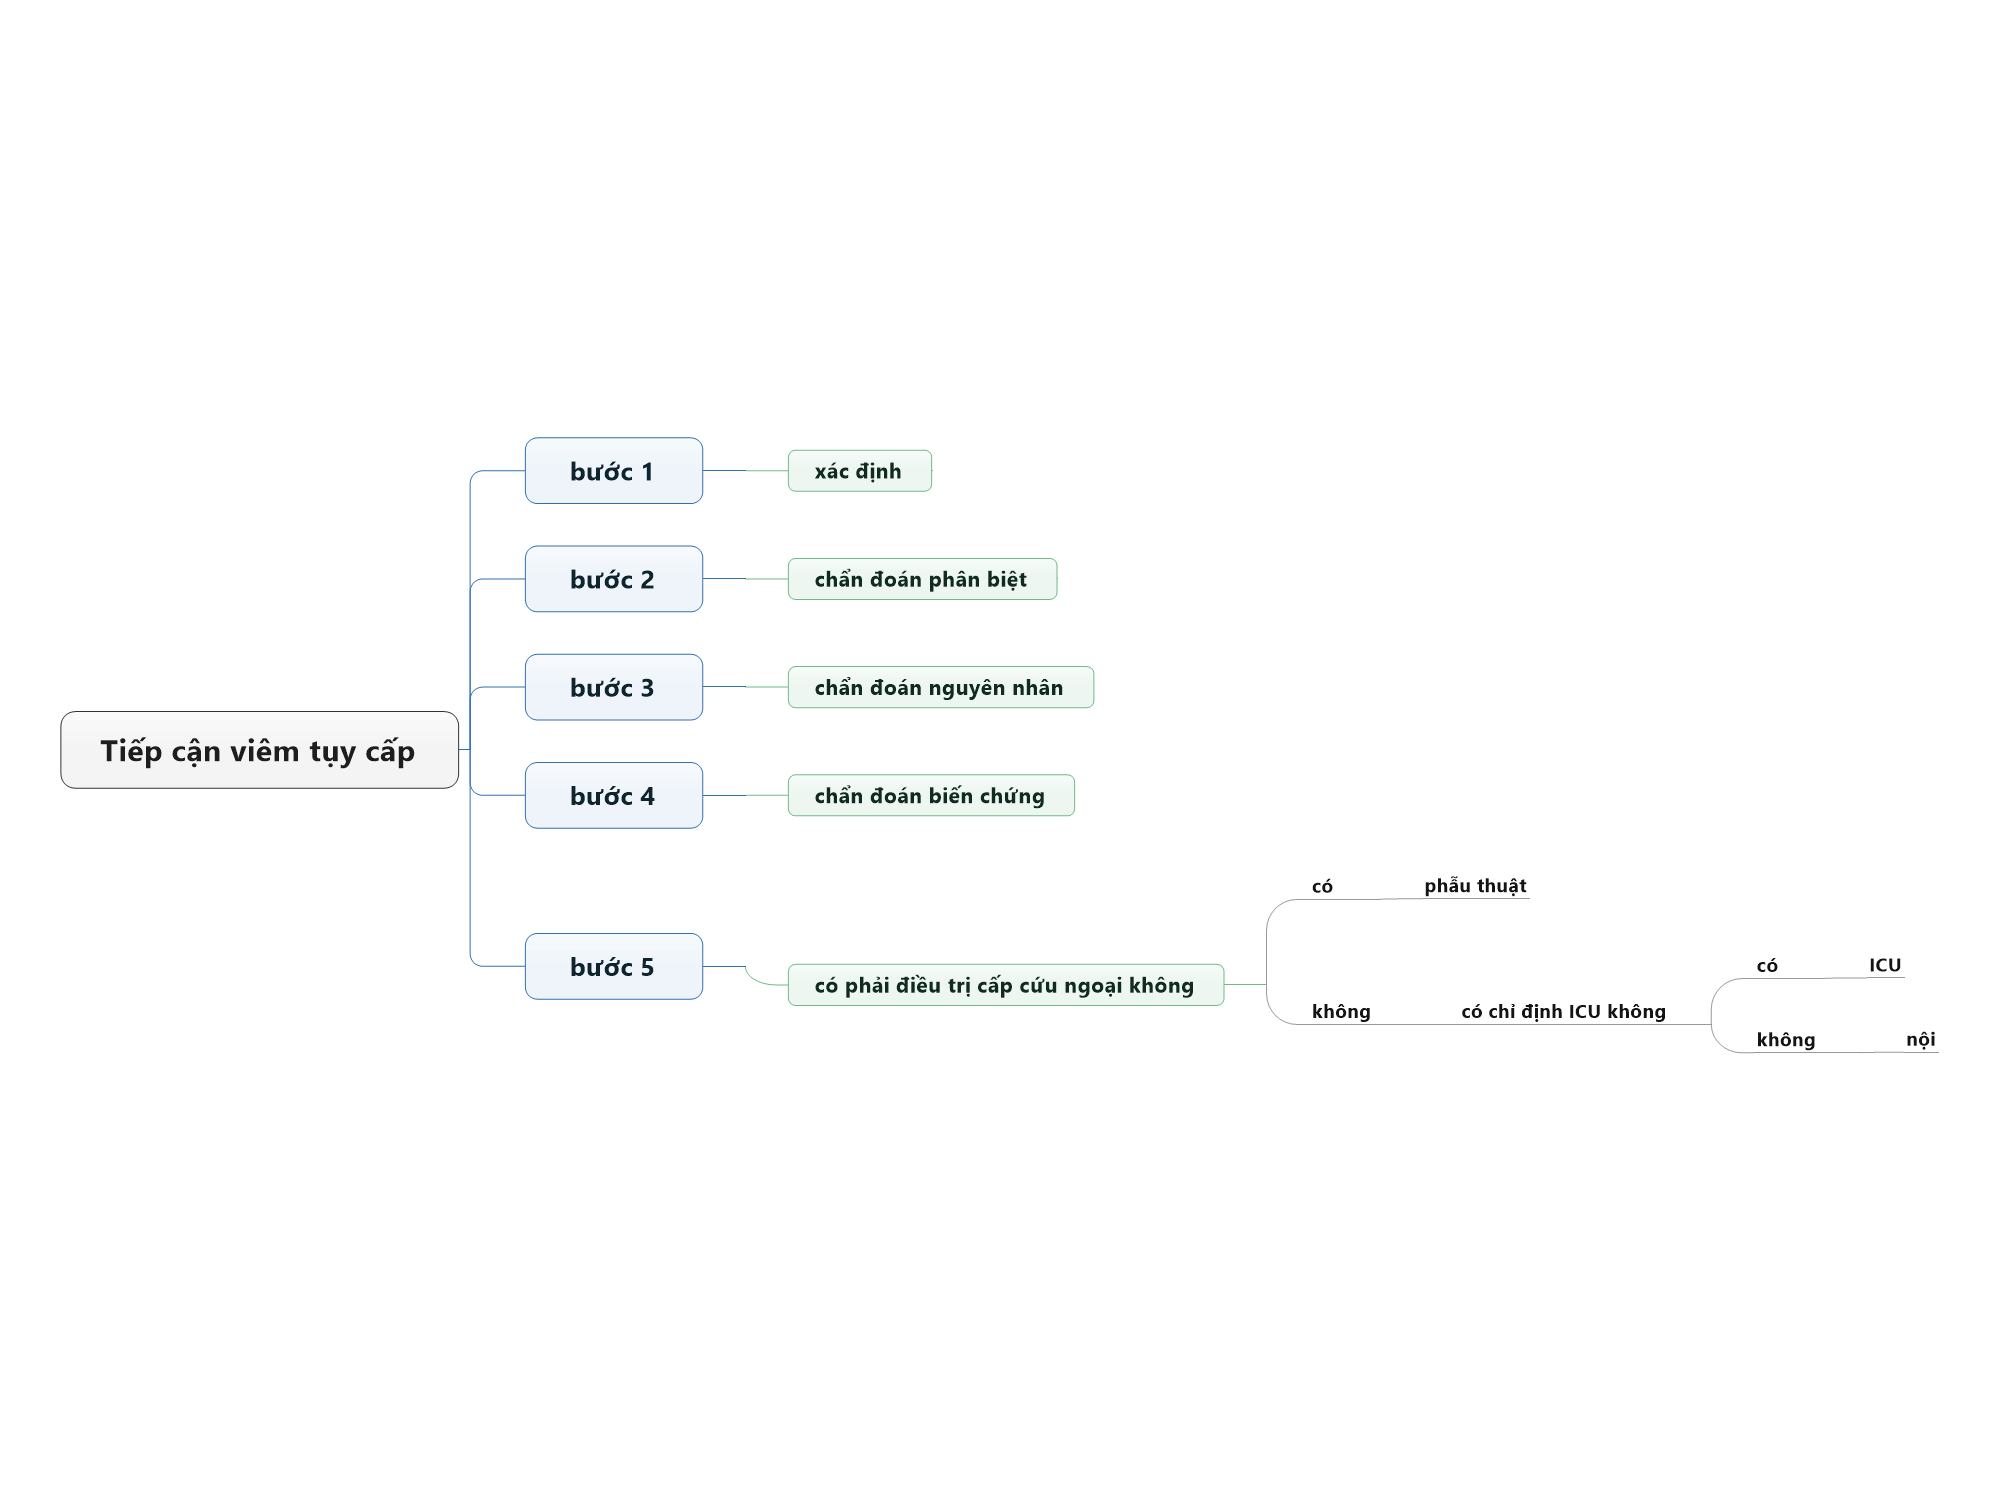 Tiếp cận viêm tụy cấp
bước 1
xác định
bước 2
chẩn đoán phân biệt
bước 3
chẩn đoán nguyên nhân
bước 4
chẩn đoán biến chứng
bước 5
có phải điều trị cấp cứu ngoại không
có
phẫu thuật
không
có chỉ định ICU không
có
ICU
không
nội